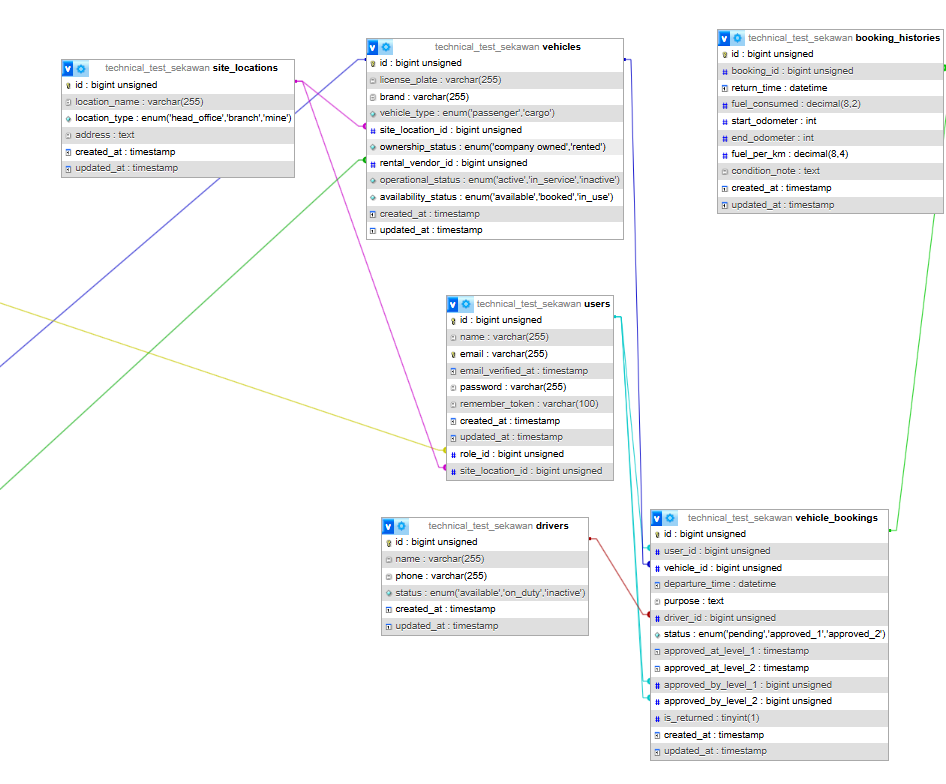 technical_test_sekawan site_locations
id : bigint unsigned
location_name : varchar(255)
location_type : enum('head_office','branch','mine')
address : text
created_at : timestamp
updated_at : timestamp
technical_test_sekawan vehicles
id : bigint unsigned
license_plate : varchar(255)
brand : varchar(255)
vehicle_type : enum('passenger','cargo')
site_location_id : bigint unsigned
ownership_status : enum('company owned','rented')
rental_vendor_id : bigint unsigned
operational_status : enum('active','in_service','inactive')
availability_status : enum('available','booked','in_use')
created_at : timestamp
updated_at : timestamp
technical_test_sekawan booking_histories
id : bigint unsigned
booking_id : bigint unsigned
return_time : datetime
fuel_consumed : decimal(8,2)
start_odometer : int
end_odometer : int
fuel_per_km : decimal(8,4)
condition_note : text
created_at : timestamp
updated_at : timestamp
technical_test_sekawan users
id : bigint unsigned
name : varchar(255)
email : varchar(255)
email_verified_at : timestamp
password : varchar(255)
remember_token : varchar(100)
created_at : timestamp
updated_at : timestamp
role_id : bigint unsigned
site_location_id : bigint unsigned
technical_test_sekawan drivers
id : bigint unsigned
name : varchar(255)
phone : varchar(255)
status : enum('available','on_duty','inactive')
created_at : timestamp
updated_at : timestamp
technical_test_sekawan vehicle_bookings
id : bigint unsigned
user_id : bigint unsigned
vehicle_id : bigint unsigned
departure_time : datetime
purpose : text
driver_id : bigint unsigned
status : enum('pending','approved_1','approved_2')
approved_at_level_1 : timestamp
approved_at_level_2 : timestamp
approved_by_level_1 : bigint unsigned
approved_by_level_2 : bigint unsigned
is_returned : tinyint(1)
created_at : timestamp
updated_at : timestamp